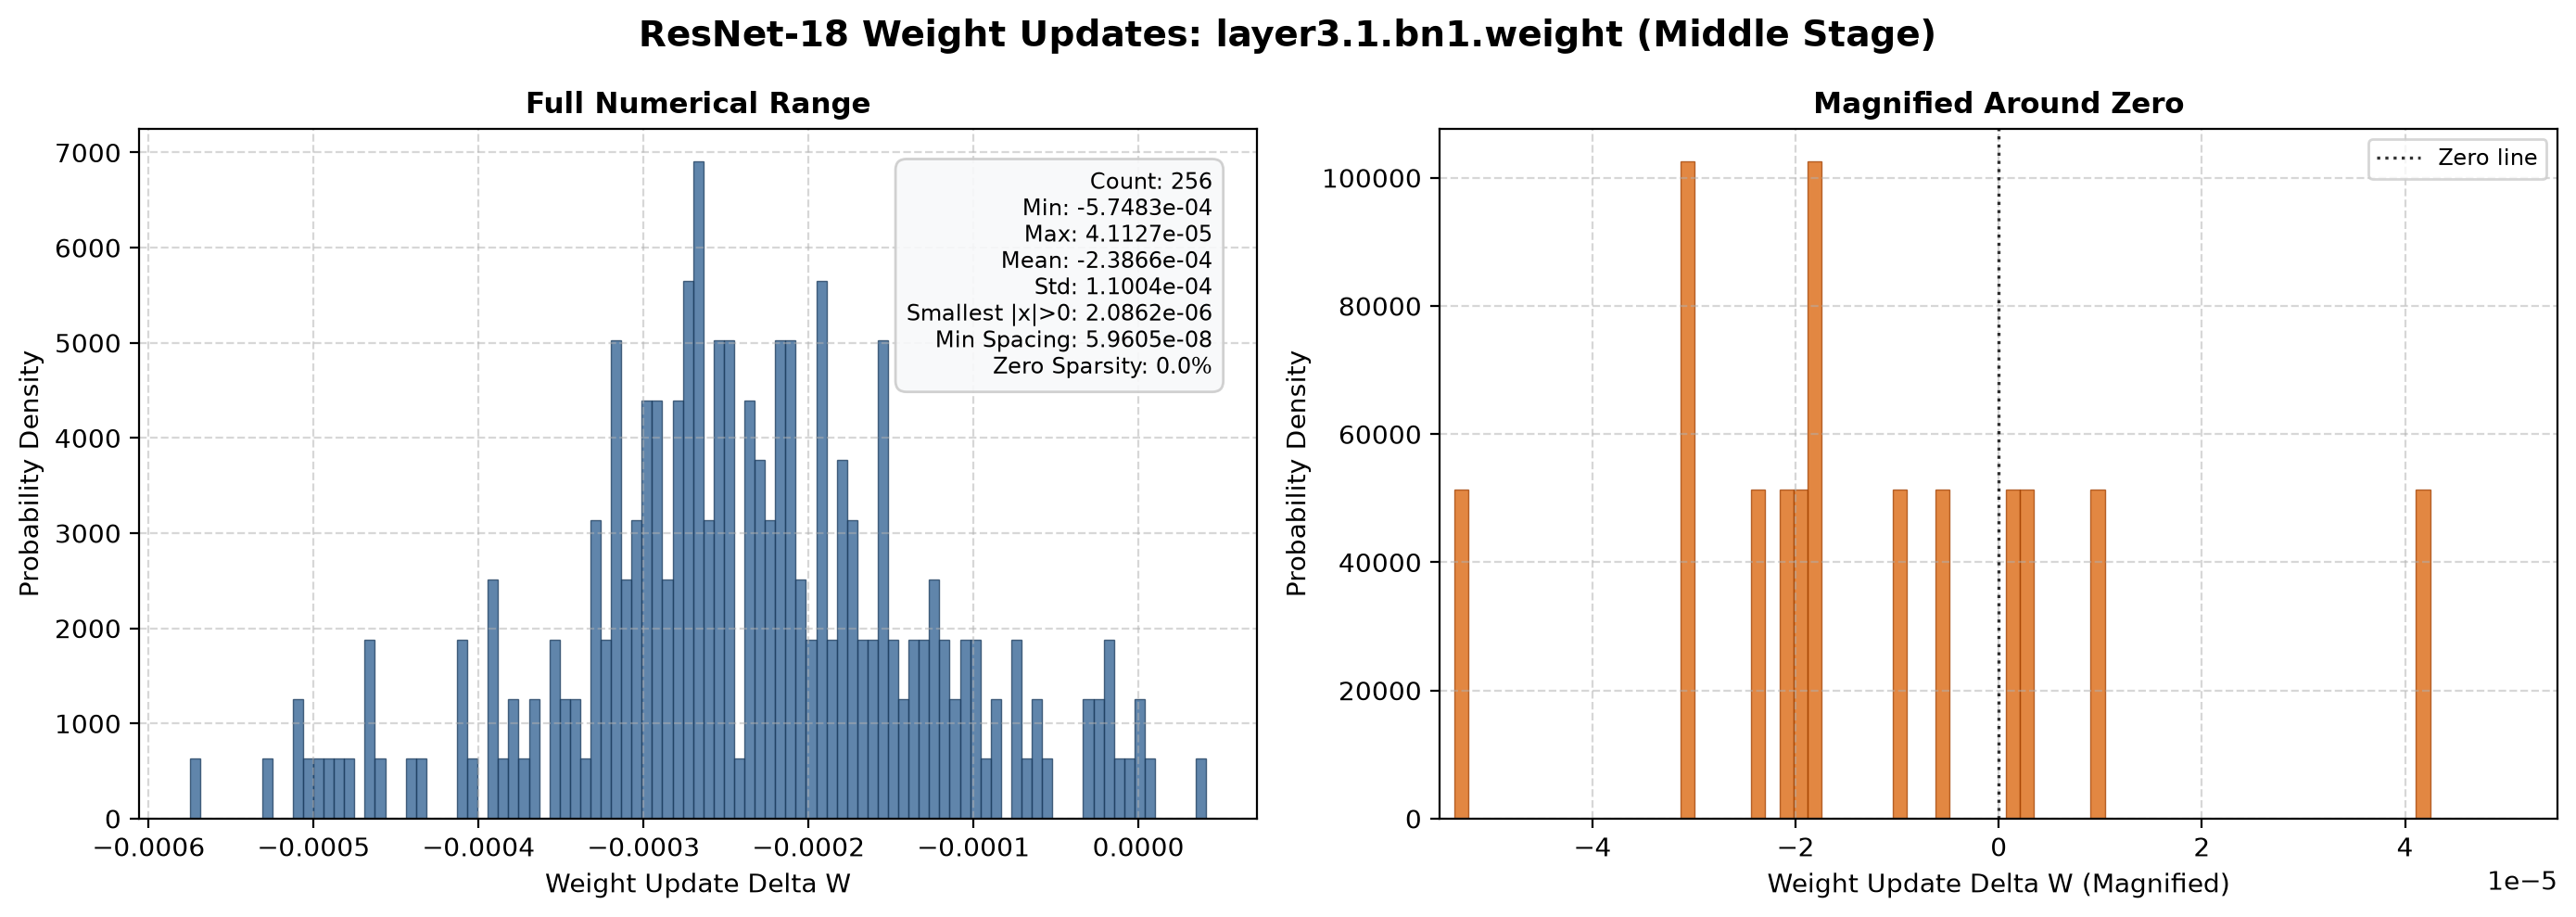 ResNet-18 Weight Updates: layer3.1.bn1.weight (Middle Stage)
Full Numerical Range
7000
6000
5000
4000
3000
2000
1000
0
Probability Density
Count: 256
Min: -5.7483e-04
Max: 4.1127e-05
Mean: -2.3866e-04
Std: 1.1004e-04
Smallest |x|>0: 2.0862e-06
Min Spacing: 5.9605e-08
Zero Sparsity: 0.0%
−0.0006 −0.0005 −0.0004 −0.0003 −0.0002 −0.0001 0.0000
Weight Update Delta W
Magnified Around Zero
100000
80000
60000
40000
20000
0
Probability Density
Zero line
−4 −2 0 2 4
1e−5
Weight Update Delta W (Magnified)